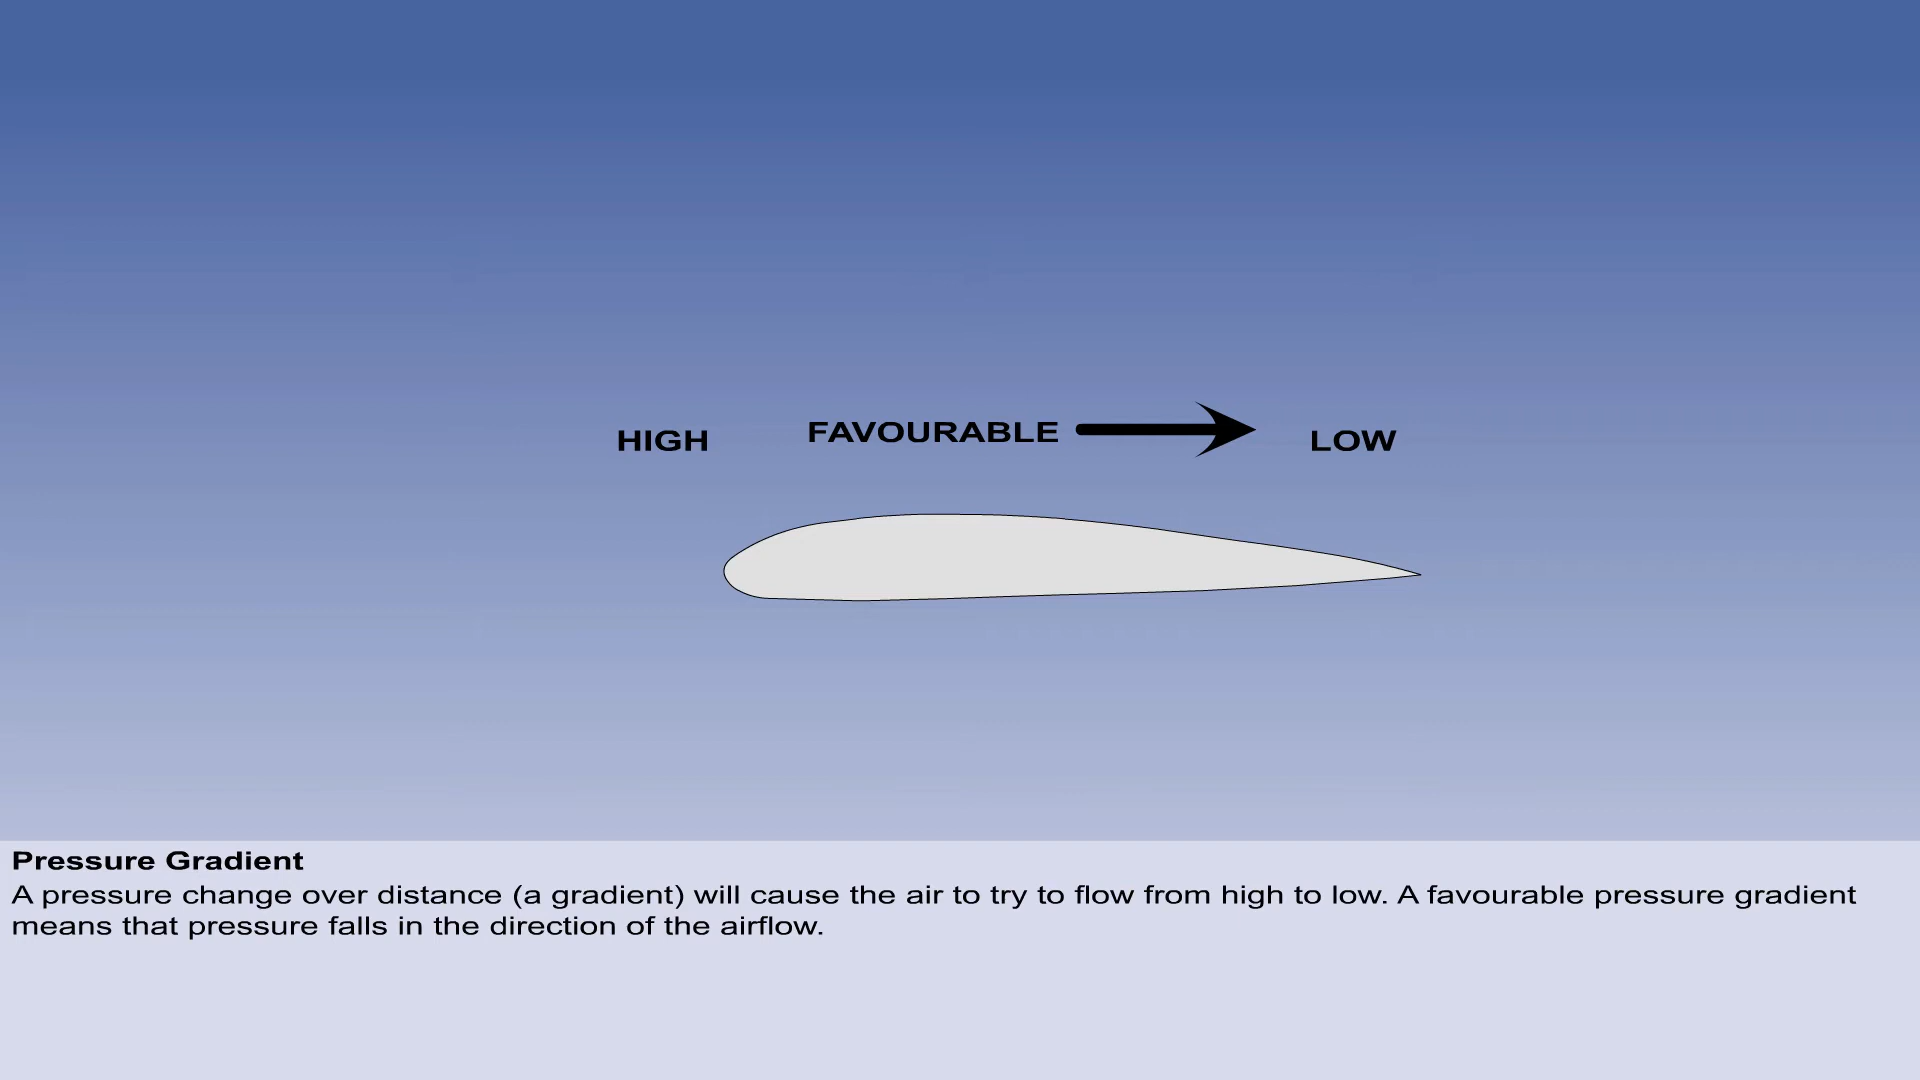 HIGH FAVOURABLE LOW
Pressure Gradient
A pressure change over distance (a gradient) will cause the air to try to flow from high to low. A favourable pressure gradient
means that pressure falls in the direction of the airflow.